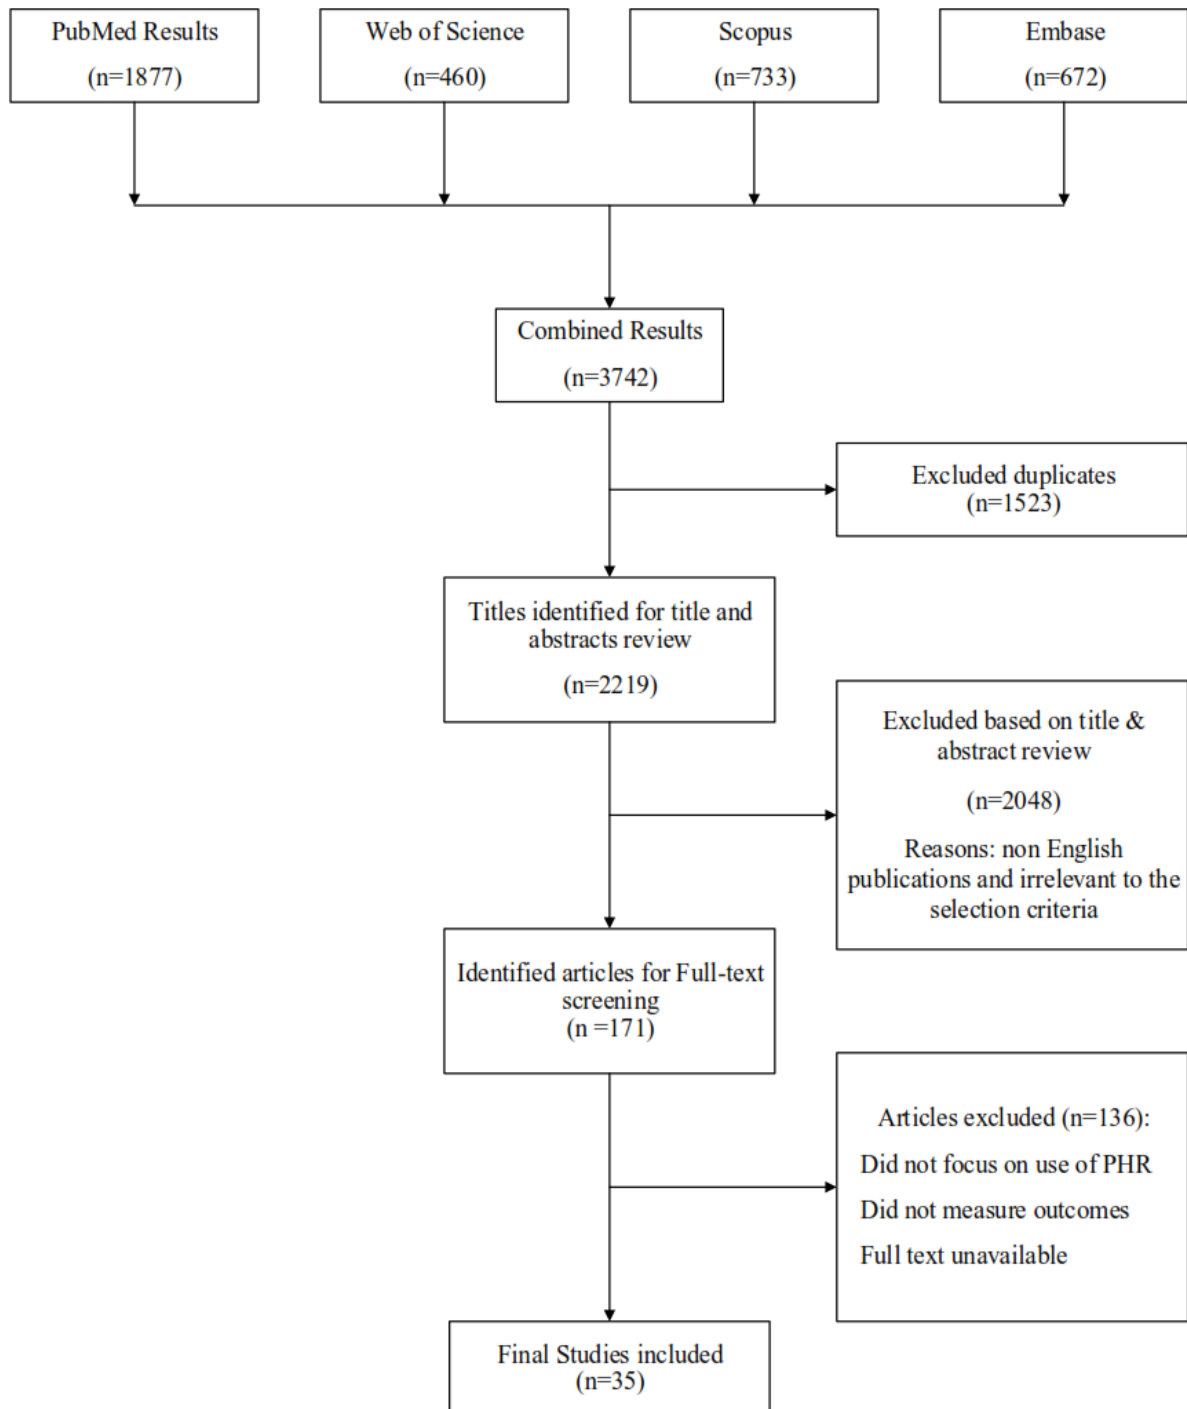 PubMed Results
(n=1877)
Web of Science
(n=460)
Scopus
(n=733)
Embase
(n=672)
Combined Results
(n=3742)
Excluded duplicates
(n=1523)
Titles identified for title and
abstracts review
(n=2219)
Excluded based on title &
abstract review
(n=2048)
Reasons: non English
publications and irrelevant to the
selection criteria
Identified articles for Full-text
screening
(n =171)
Articles excluded (n=136):
Did not focus on use of PHR
Did not measure outcomes
Full text unavailable
Final Studies included
(n=35)